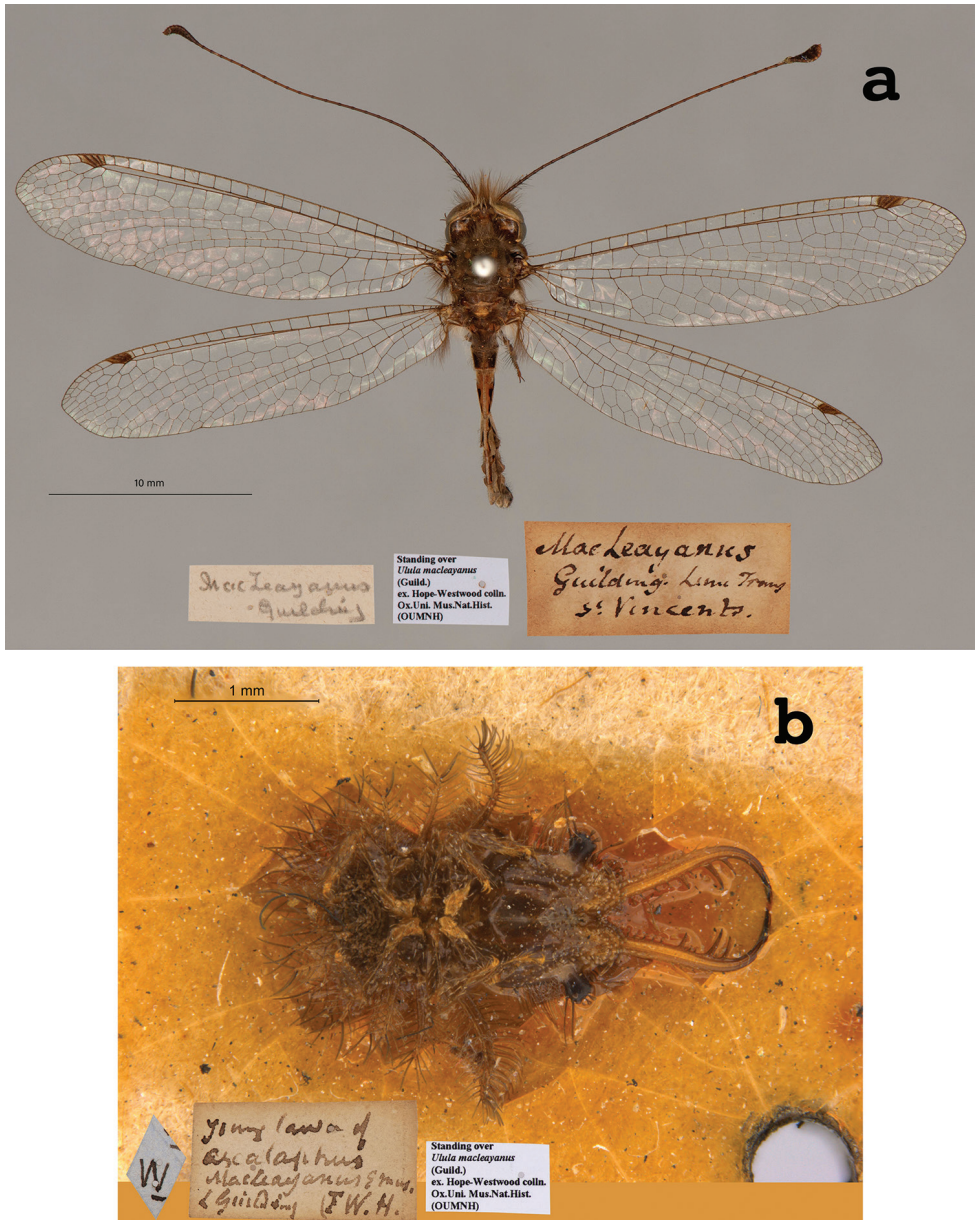 a
10 mm
MacLeayanus
Guilding
Standing over
Ulula macleayanus
(Guild.)
ex. Hope-Westwood colln.
Ox.Uni. Mus.Nat.Hist.
(OUMNH)
MacLeayanus
Guilding. Linn Trans
St Vincents.
1 mm
b
W
young larva of
Ascalaphus
MacLeayanus
L Guilding F.W.H.
Standing over
Ulula macleayanus
(Guild.)
ex. Hope-Westwood colln.
Ox.Uni. Mus.Nat.Hist.
(OUMNH)